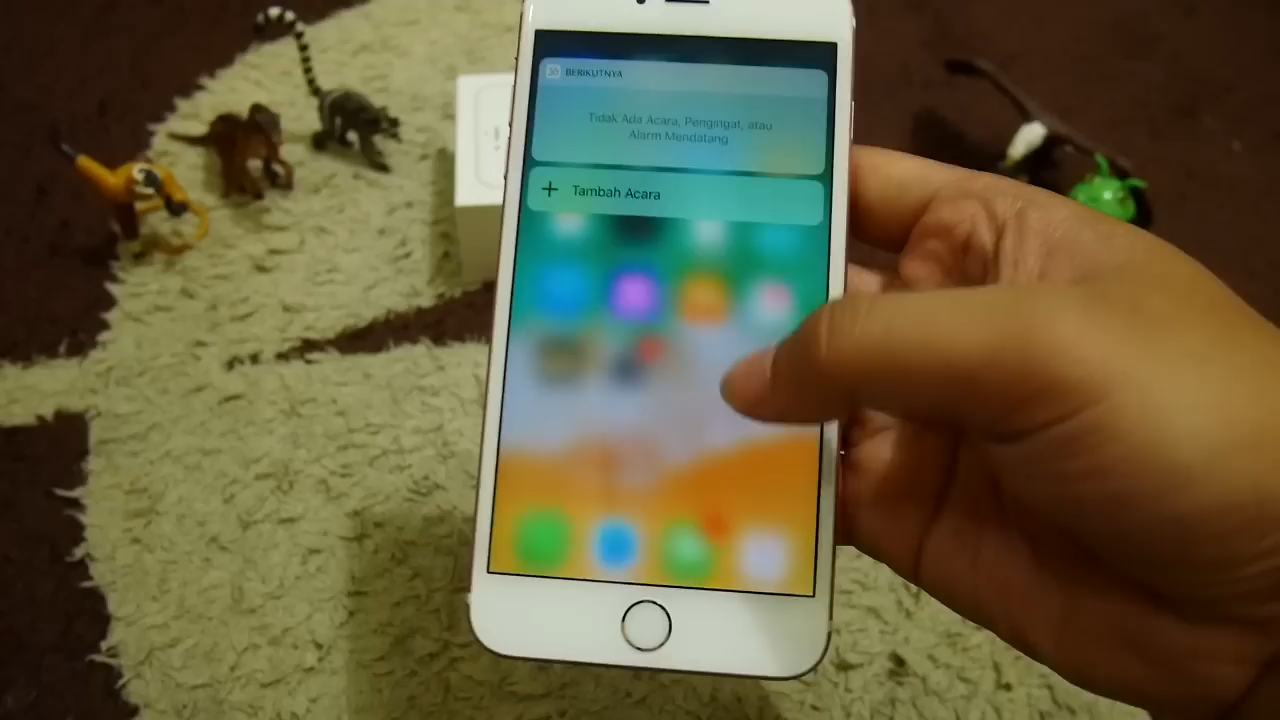 BERIKUTNYA
Tidak Ada Acara, Pengingat, atau
Alarm Mendatang
+ Tambah Acara